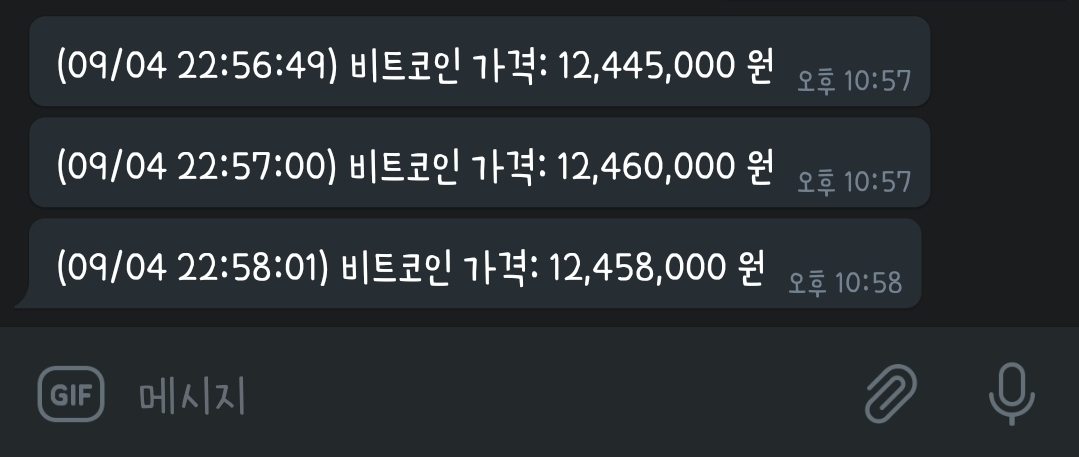 (09/04 22:56:49) 비트코인 가격: 12,445,000 원 오후 10:57
(09/04 22:57:00) 비트코인 가격: 12,460,000 원 오후 10:57
(09/04 22:58:01) 비트코인 가격: 12,458,000 원 오후 10:58
GIF 메시지